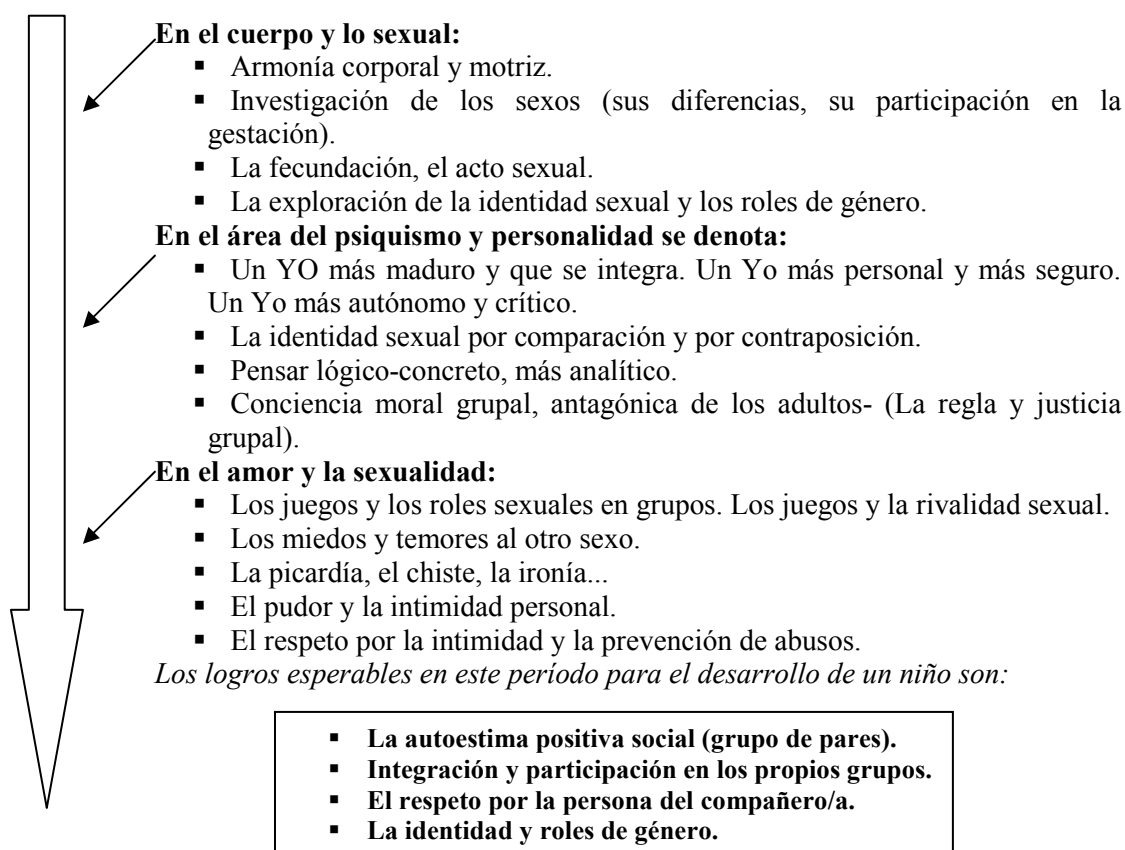 En el cuerpo y lo sexual:
▪ Armonía corporal y motriz.
▪ Investigación de los sexos (sus diferencias, su participación en la
gestación).
▪ La fecundación, el acto sexual.
▪ La exploración de la identidad sexual y los roles de género.
En el área del psiquismo y personalidad se denota:
▪ Un YO más maduro y que se integra. Un Yo más personal y más seguro.
Un Yo más autónomo y crítico.
▪ La identidad sexual por comparación y por contraposición.
▪ Pensar lógico-concreto, más analítico.
▪ Conciencia moral grupal, antagónica de los adultos- (La regla y justicia
grupal).
En el amor y la sexualidad:
▪ Los juegos y los roles sexuales en grupos. Los juegos y la rivalidad sexual.
▪ Los miedos y temores al otro sexo.
▪ La picardía, el chiste, la ironía...
▪ El pudor y la intimidad personal.
▪ El respeto por la intimidad y la prevención de abusos.
Los logros esperables en este período para el desarrollo de un niño son:
▪ La autoestima positiva social (grupo de pares).
▪ Integración y participación en los propios grupos.
▪ El respeto por la persona del compañero/a.
▪ La identidad y roles de género.